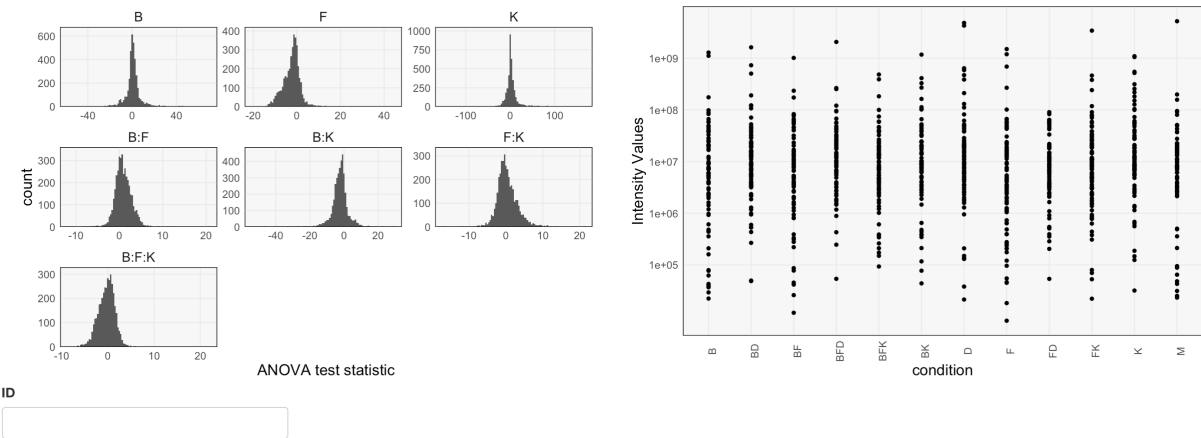 B
F
K
600
400
200
0
-40
0
40
400
300
200
100
0
-20
0
20
40
1000
750
500
250
0
-100
0
100
B:F
B:K
F:K
300
200
100
0
-10
0
10
20
400
300
200
100
0
-40
-20
0
20
300
200
100
0
-10
0
10
20
B:F:K
300
200
100
0
-10
0
10
20
count
ANOVA test statistic
ID
Intensity Values
1e+09
1e+08
1e+07
1e+06
1e+05
B
BD
BF
BFD
BFK
BK
D
F
FD
FK
K
M
condition